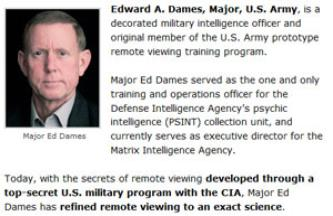 Edward A. Dames, Major, U.S. Army, is a
decorated military intelligence officer and
original member of the U.S. Army prototype
remote viewing training program.
Major Ed Dames served as the one and only
training and operations officer for the
Defense Intelligence Agency's psychic
intelligence (PSINT) collection unit, and
currently serves as executive director for the
Matrix Intelligence Agency.
Major Ed Dames
Today, with the secrets of remote viewing developed through a
top-secret U.S. military program with the CIA, Major Ed
Dames has refined remote viewing to an exact science.